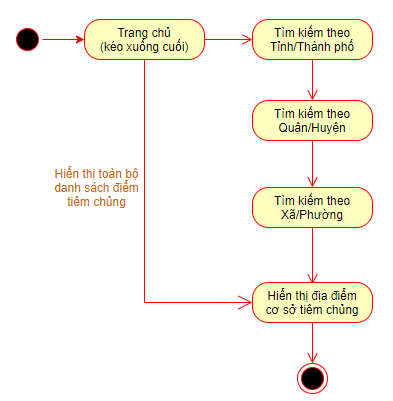 Trang chủ
(kéo xuống cuối)
Tìm kiếm theo
Tỉnh/Thành phố
Tìm kiếm theo
Quận/Huyện
Hiển thị toàn bộ
danh sách điểm
tiêm chủng
Tìm kiếm theo
Xã/Phường
Hiển thị địa điểm
cơ sở tiêm chủng